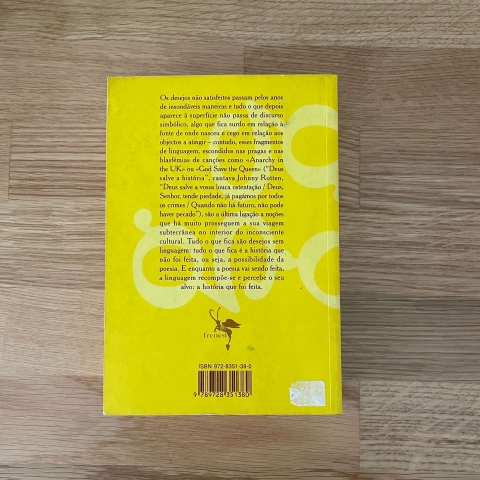 Os desejos não satisfeitos passam pelos anos
de insondáveis maneiras e tudo o que depois
aparece à superfície não passa de discurso
simbólico, algo que fica surdo em relação à
fonte de onde nasceu e cego em relação aos
objectos a atingir – contudo, esses fragmentos
de linguagem, escondidos nas pragas e nas
blasfémias de canções como «Anarchy in
the UK» ou «God Save the Queen» ("Deus
salve a história", cantava Johnny Rotten,
"Deus salve a vossa louca orientação / Deus,
Senhor, tende piedade, já pagámos por todos
os crimes / Quando não há futuro, não pode
haver pecado"), são a última ligação a noções
que há muito prosseguem a sua viagem
subterrânea no interior do inconsciente
cultural. Tudo o que fica são desejos sem
linguagem: tudo o que fica é a história que
não foi feita, ou seja, a possibilidade da
poesia. E enquanto a poesia vai sendo feita,
a linguagem recompõe-se e percebe o seu
alvo: a história que foi feita.
frenesi
ISBN 972-8351-38-0
9 789728 351380